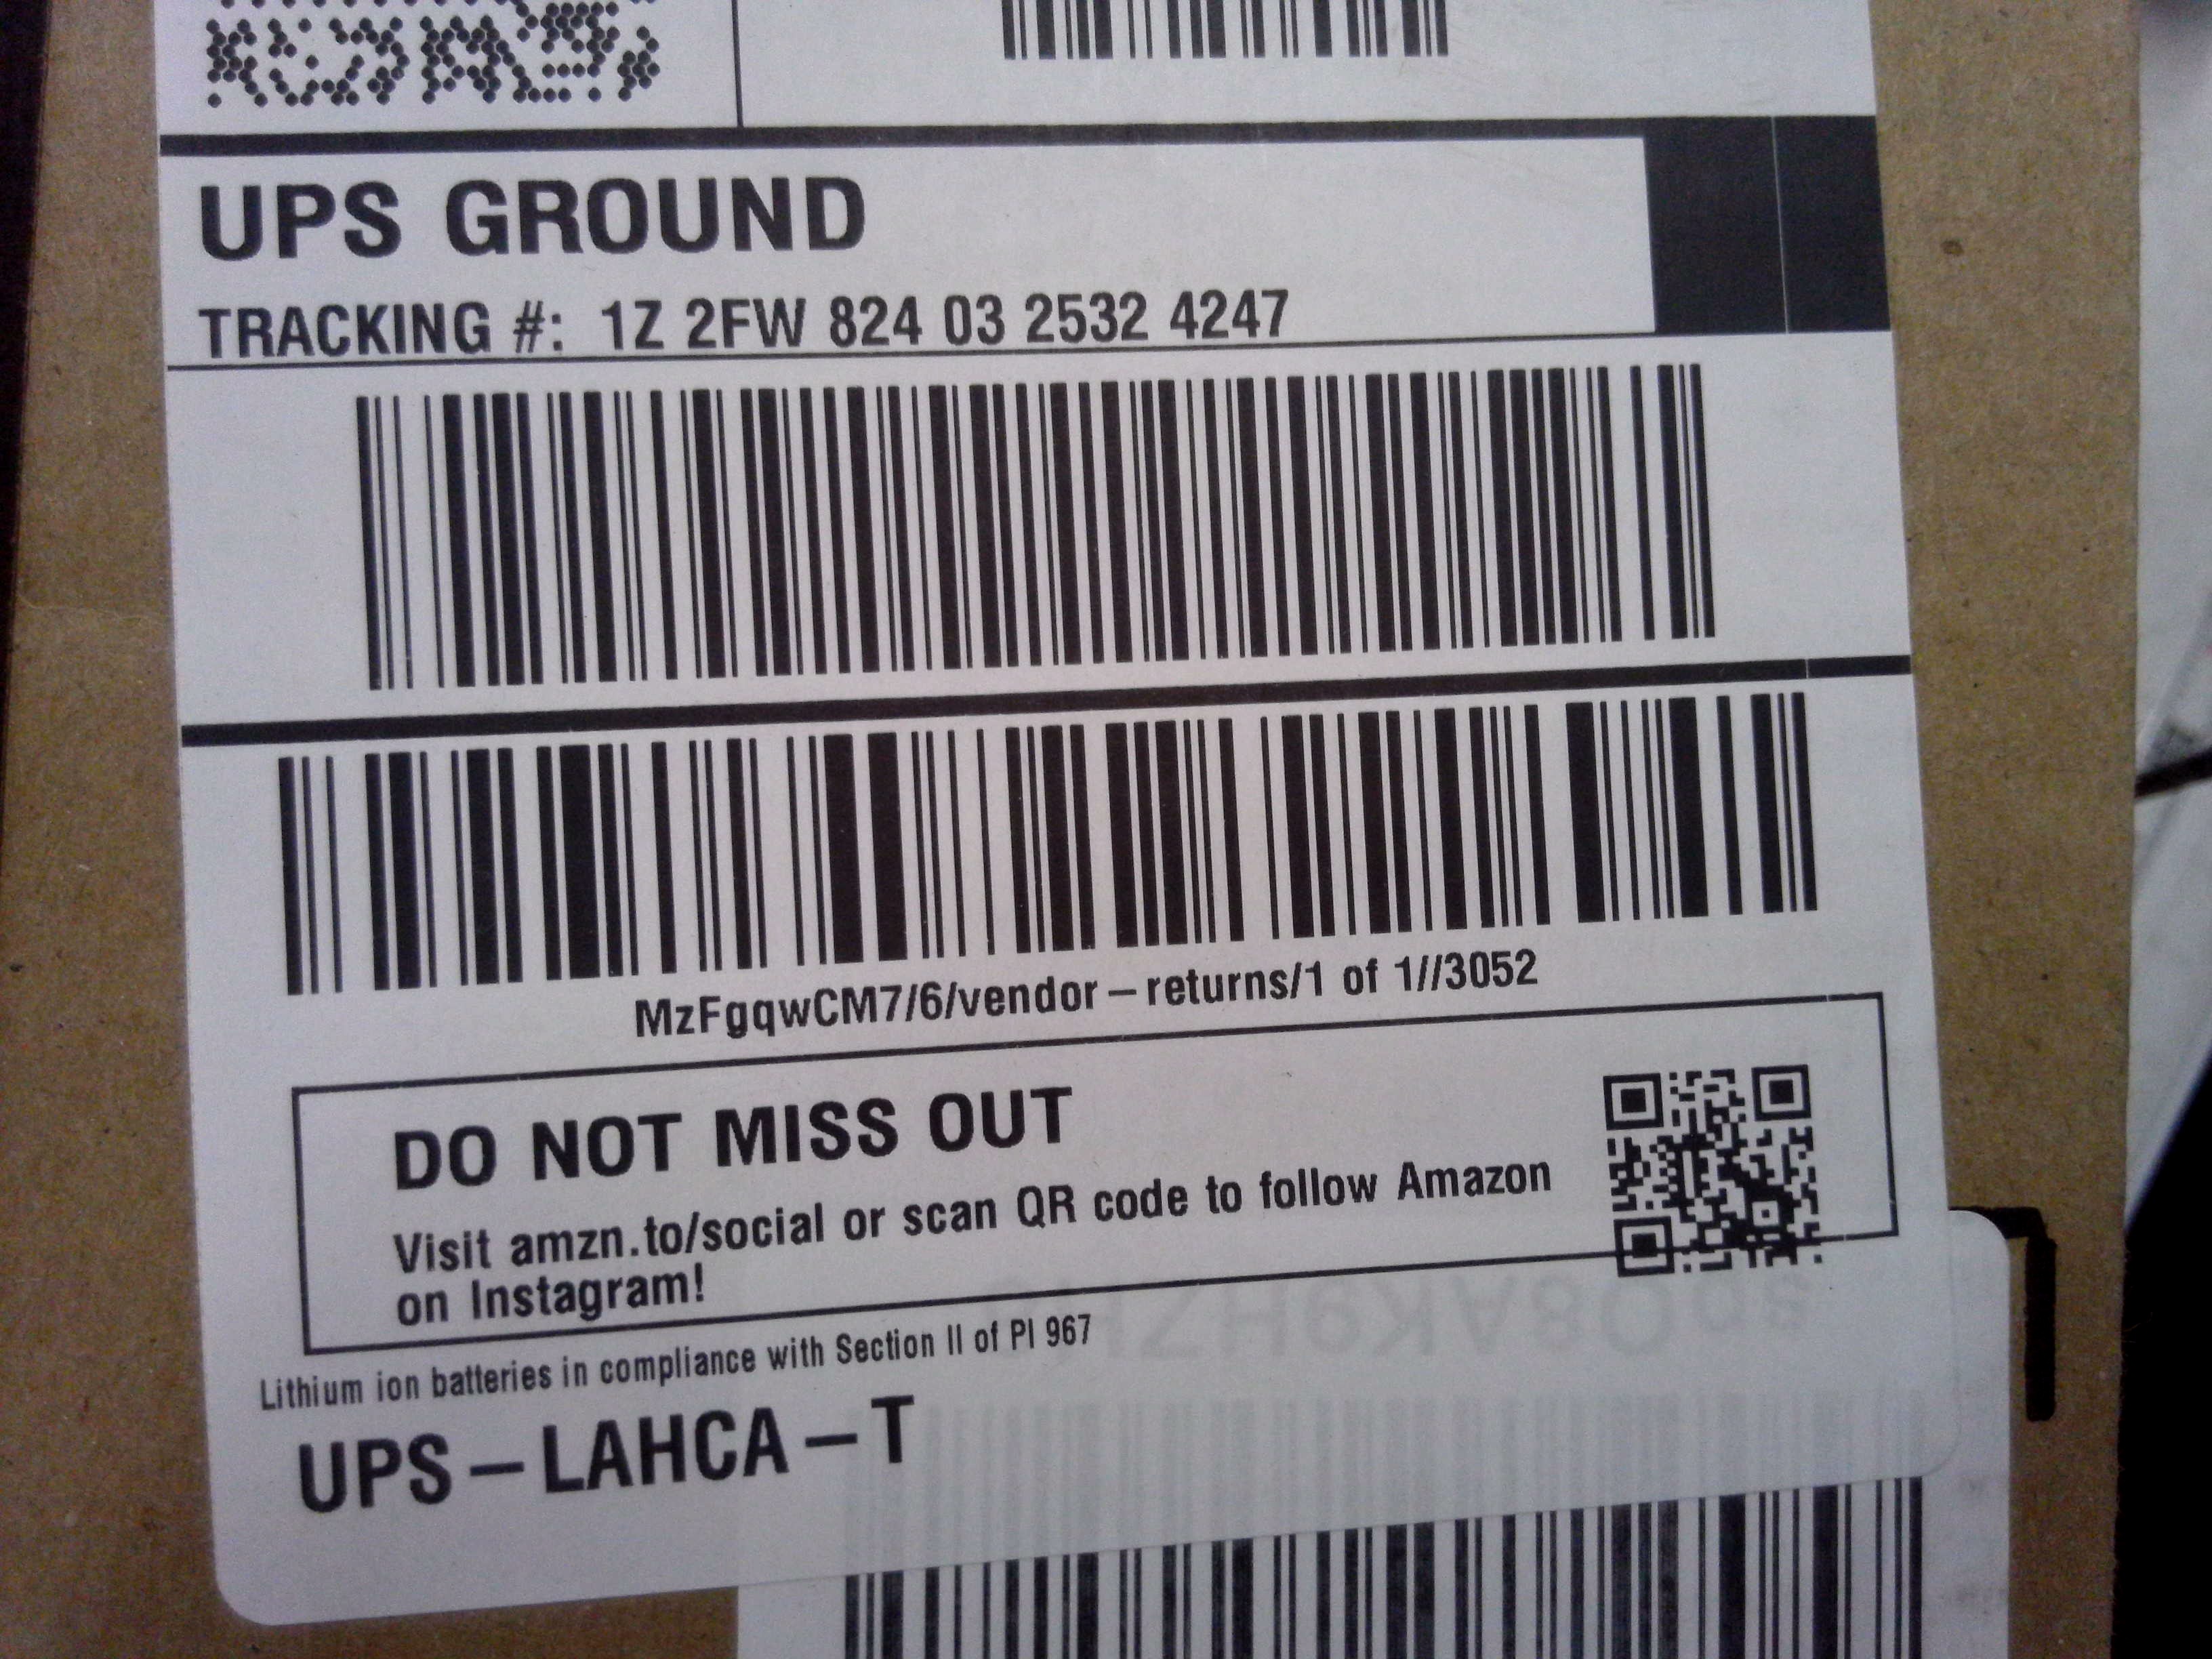 UPS GROUND
TRACKING #: 1Z 2FW 824 03 2532 4247
MzFgqwCM7/6/vendor-returns/1 of 1//3052
DO NOT MISS OUT
Visit amzn.to/social or scan QR code to follow Amazon
on Instagram!
Lithium ion batteries in compliance with Section II of PI 967
UPS-LAHCA-T